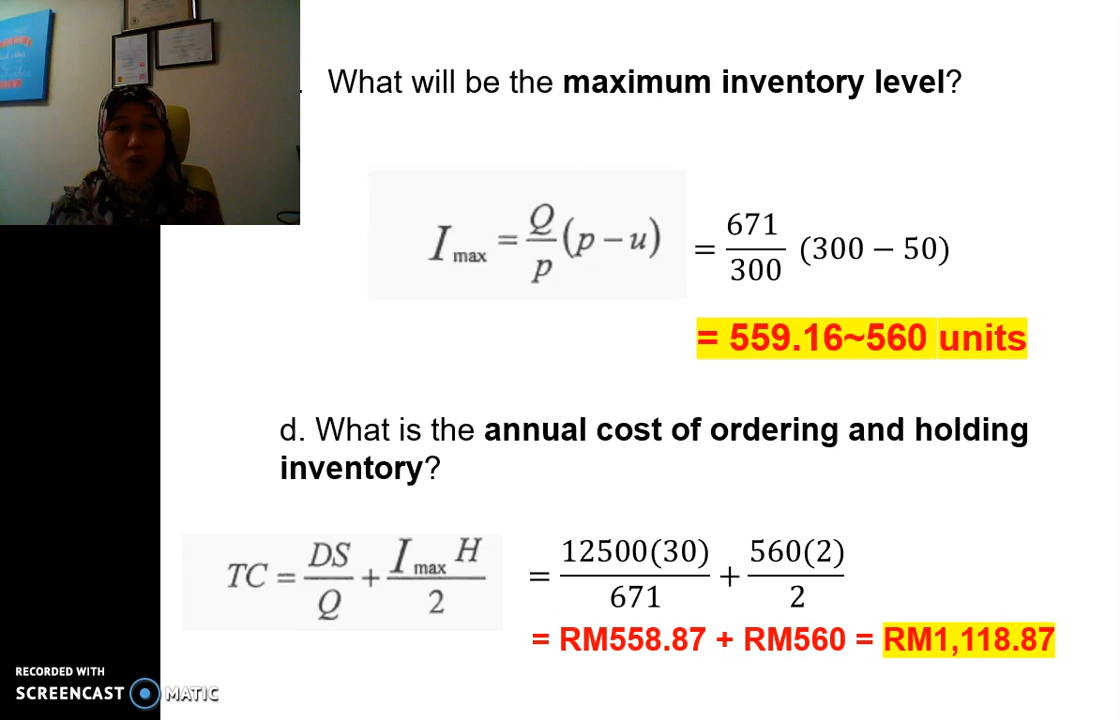 . What will be the maximum inventory level?
I max = Q/p (p – u) = 671/300 (300 − 50)
= 559.16~560 units
d. What is the annual cost of ordering and holding
inventory?
TC = DS/Q + I max H/2 = 12500(30)/671 + 560(2)/2
= RM558.87 + RM560 = RM1,118.87
RECORDED WITH
SCREENCAST MATIC